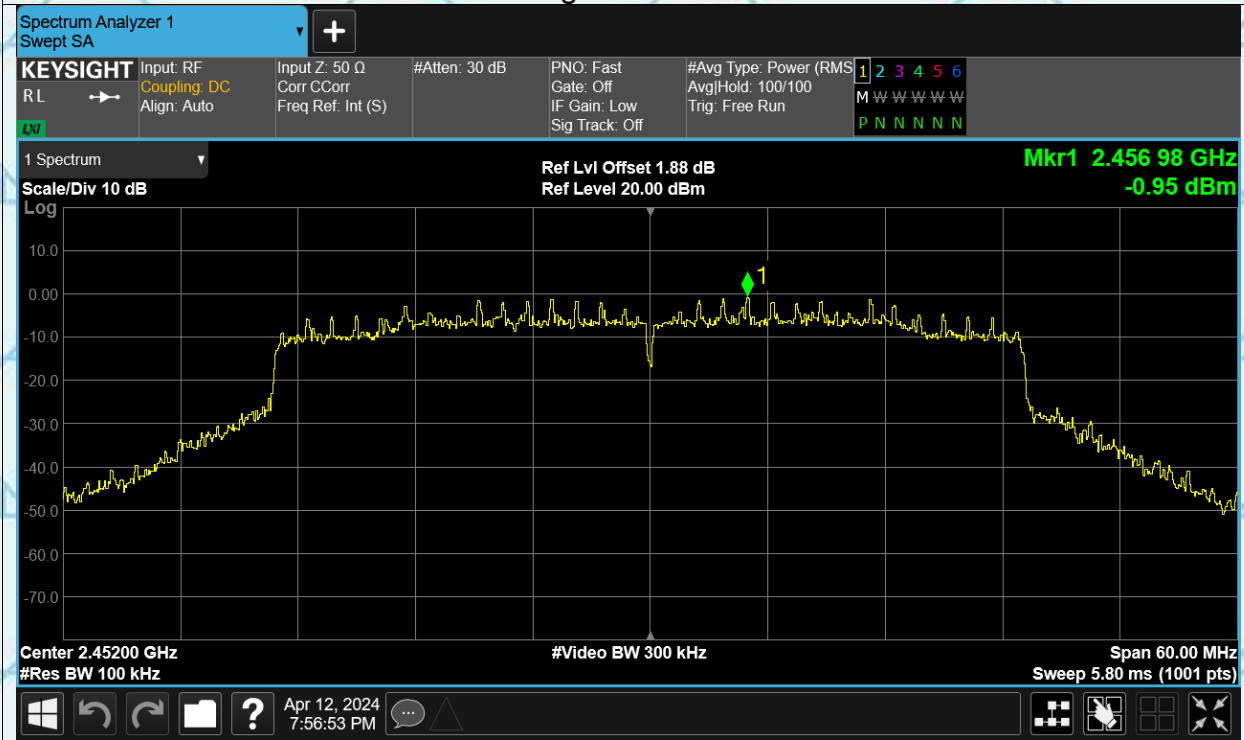 Spectrum Analyzer 1
Swept SA
KEYSIGHT
RL
LXI
Input: RF
Coupling: DC
Align: Auto
Input Z: 50 Ω
Corr CCorr
Freq Ref: Int (S)
#Atten: 30 dB
PNO: Fast
Gate: Off
IF Gain: Low
Sig Track: Off
#Avg Type: Power (RMS
Avg|Hold: 100/100
Trig: Free Run
1 2 3 4 5 6
M W W W W W
P N N N N N
1 Spectrum
Scale/Div 10 dB
Ref Lvl Offset 1.88 dB
Ref Level 20.00 dBm
Mkr1 2.456 98 GHz
-0.95 dBm
Log
10.0
0.00
-10.0
-20.0
-30.0
-40.0
-50.0
-60.0
-70.0
1
Center 2.45200 GHz
#Res BW 100 kHz
#Video BW 300 kHz
Span 60.00 MHz
Sweep 5.80 ms (1001 pts)
?
Apr 12, 2024
7:56:53 PM